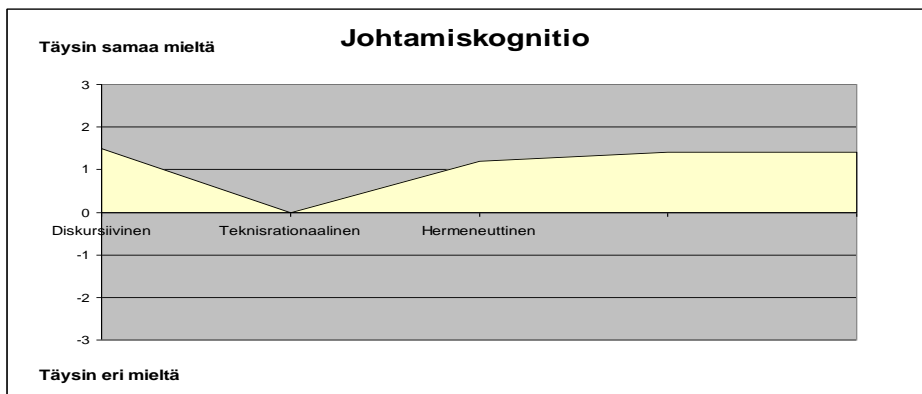 Johtamiskognitio
Täysin samaa mieltä
3
2
1
0
Diskursiivinen Teknisrationaalinen Hermeneuttinen
-1
-2
-3
Täysin eri mieltä